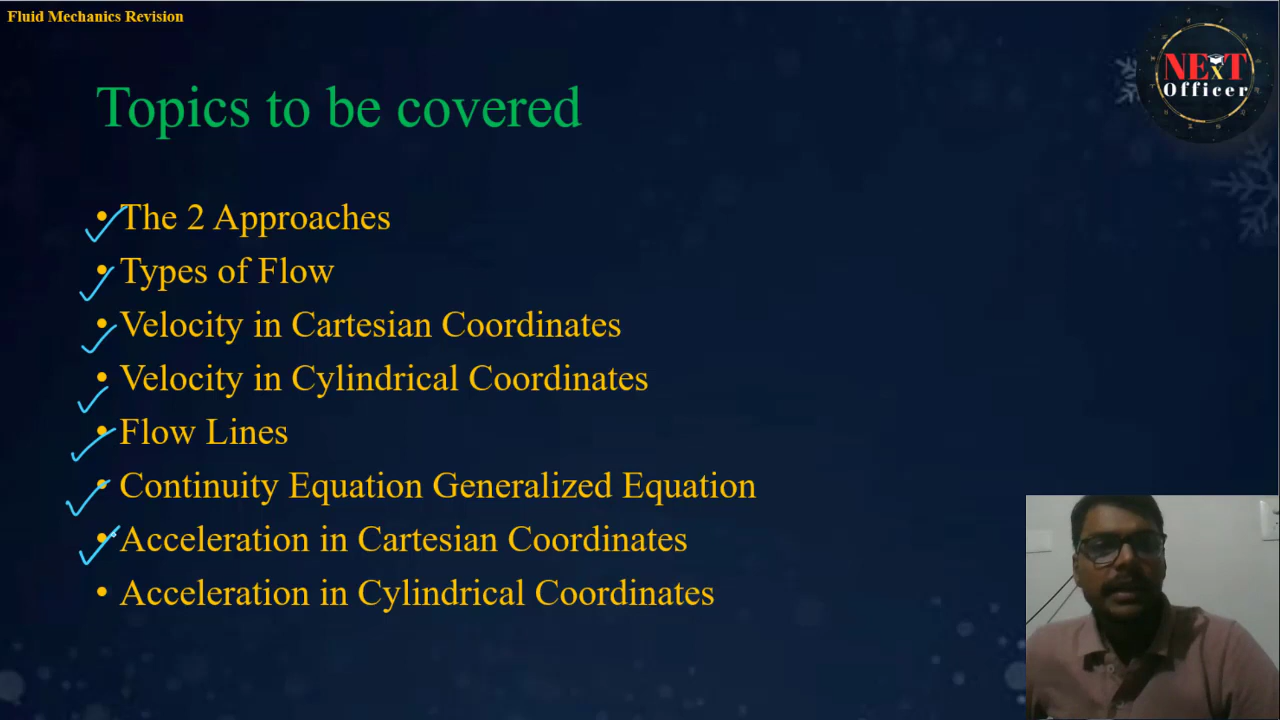 Fluid Mechanics Revision
NExT
Officer
Topics to be covered
• The 2 Approaches
• Types of Flow
• Velocity in Cartesian Coordinates
• Velocity in Cylindrical Coordinates
• Flow Lines
• Continuity Equation Generalized Equation
• Acceleration in Cartesian Coordinates
• Acceleration in Cylindrical Coordinates